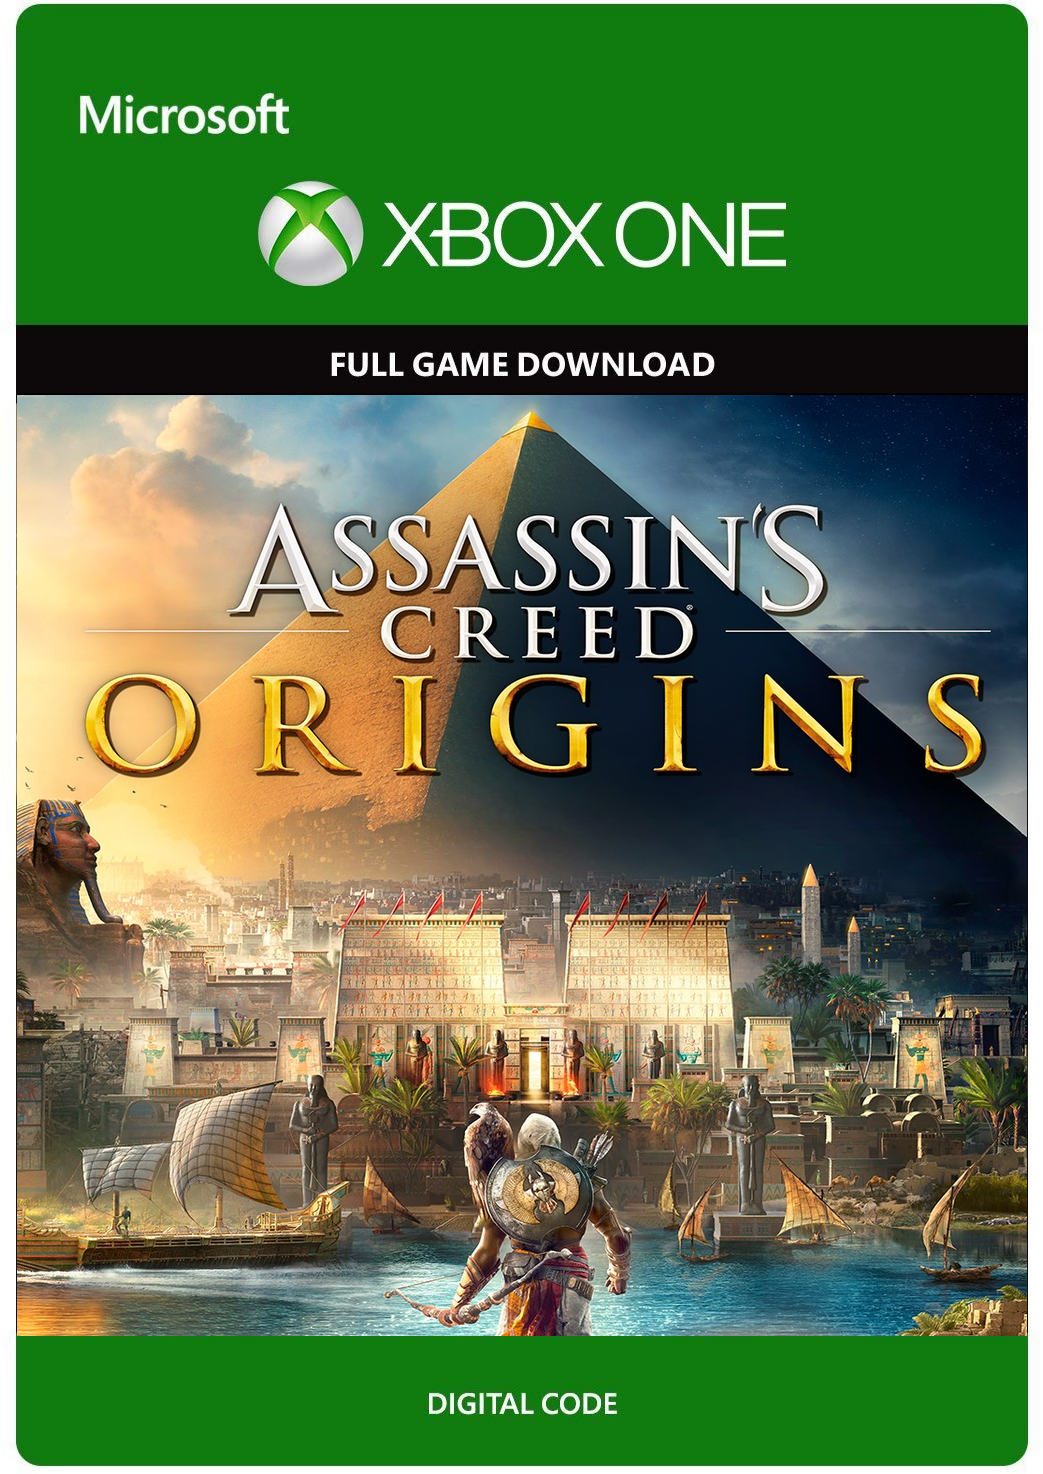 Microsoft
XBOX ONE
FULL GAME DOWNLOAD
ASSASSIN'S
CREED®
ORIGINS
DIGITAL CODE